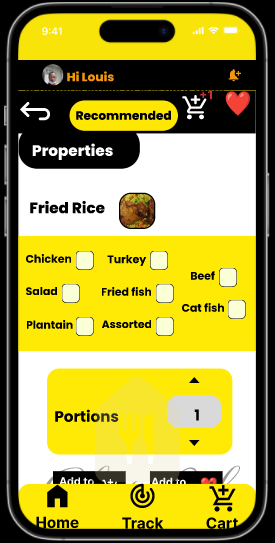 9:41
Hi Louis
+1
Recommended
Properties
Fried Rice
Chicken
Turkey
Beef
Salad
Fried fish
Cat fish
Plantain
Assorted
Portions
1
Add to
Add to
Home
Track
Cart